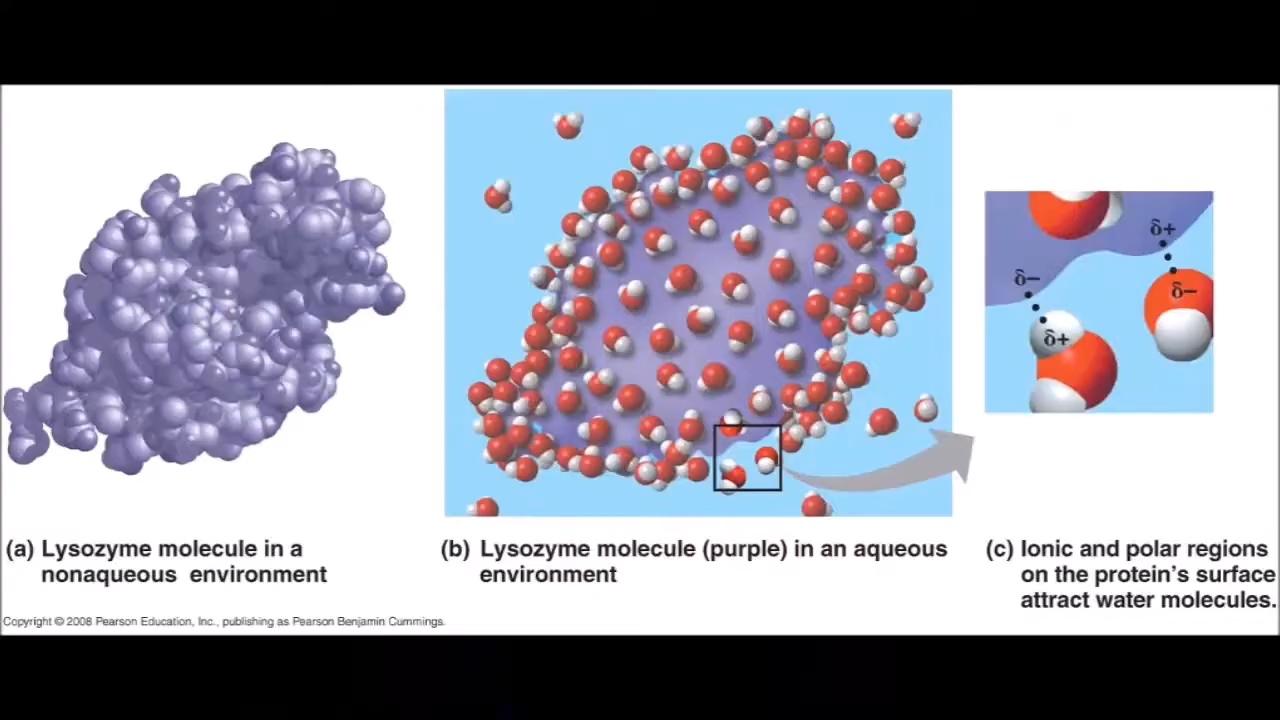 δ+
δ−
δ−
δ+
(a) Lysozyme molecule in a
nonaqueous environment
(b) Lysozyme molecule (purple) in an aqueous
environment
(c) Ionic and polar regions
on the protein’s surface
attract water molecules.
Copyright © 2008 Pearson Education, Inc., publishing as Pearson Benjamin Cummings.